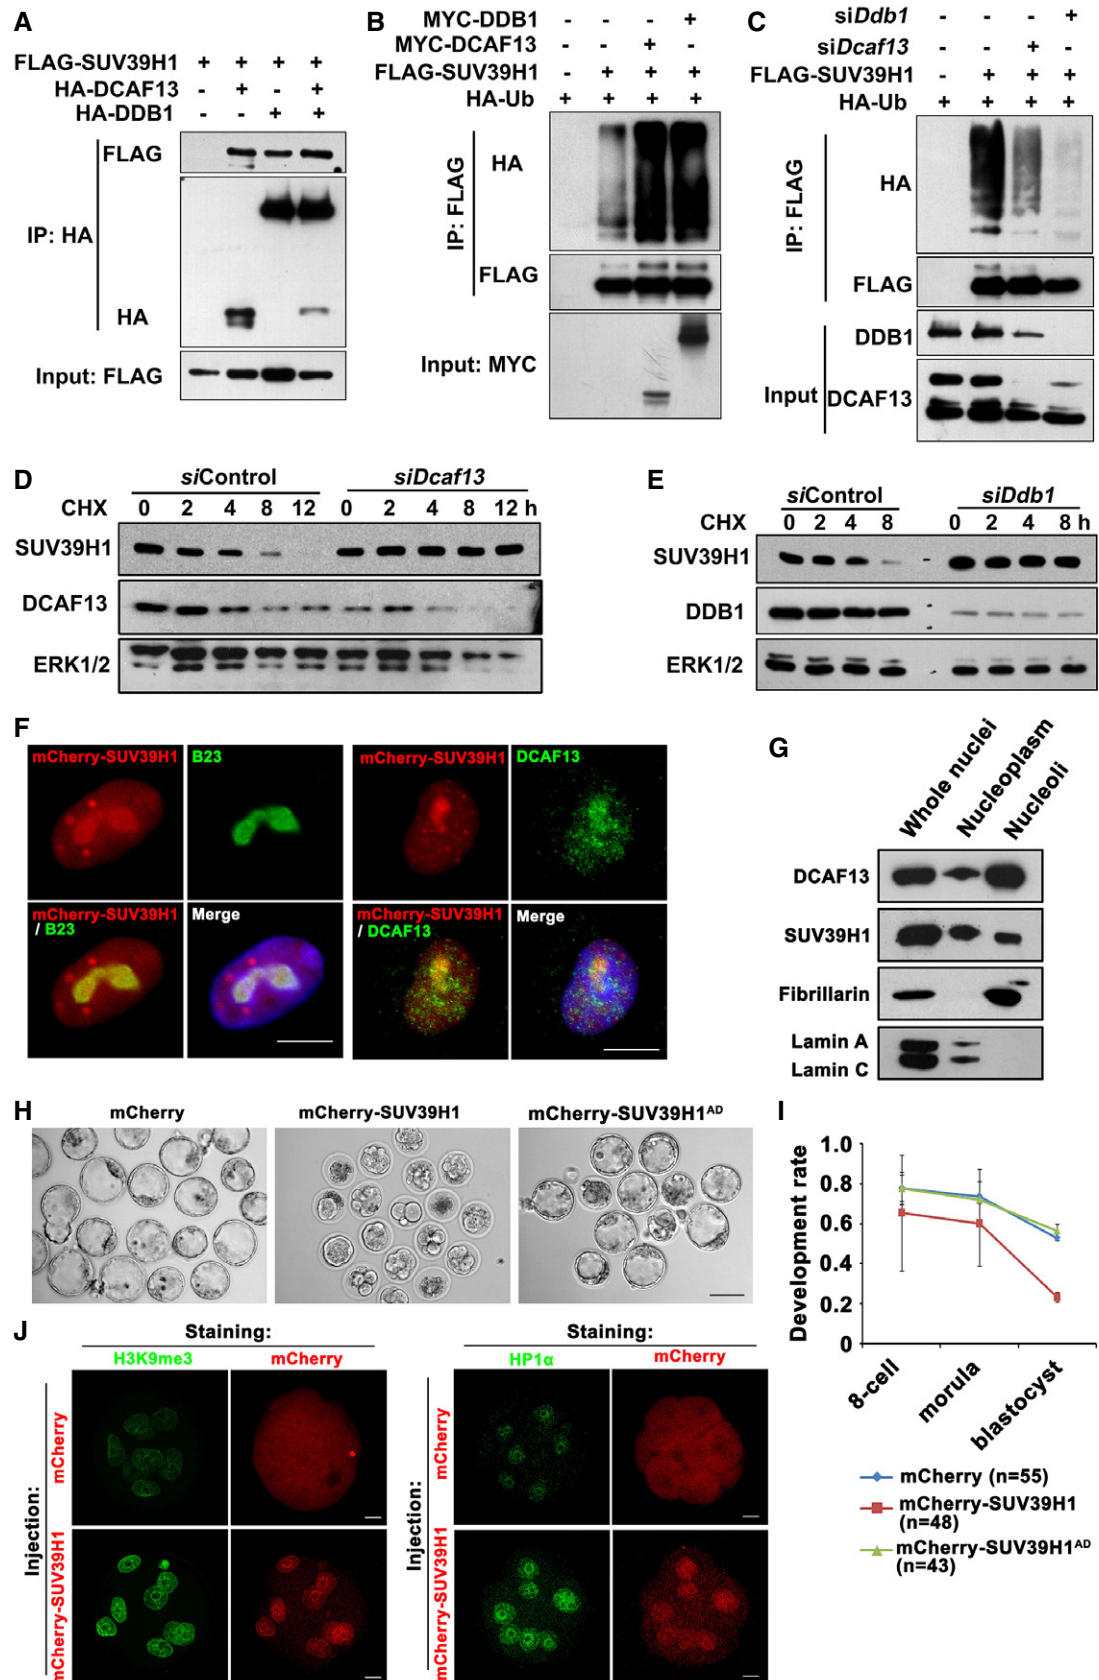 A
FLAG-SUV39H1 + + + +
HA-DCAF13 - + - +
HA-DDB1 - - + +
FLAG
IP: HA
HA
Input: FLAG
B
MYC-DDB1 - - - +
MYC-DCAF13 - - + -
FLAG-SUV39H1 - + + +
HA-Ub + + + +
IP: FLAG
HA
FLAG
Input: MYC
C
siDdb1 - - - +
siDcaf13 - - + -
FLAG-SUV39H1 - + + +
HA-Ub + + + +
IP: FLAG
HA
FLAG
DDB1
Input
DCAF13
D
siControl siDcaf13
CHX 0 2 4 8 12 0 2 4 8 12 h
SUV39H1
DCAF13
ERK1/2
E
siControl siDdb1
CHX 0 2 4 8 0 2 4 8 h
SUV39H1
DDB1
ERK1/2
F
mCherry-SUV39H1 B23 mCherry-SUV39H1 DCAF13
mCherry-SUV39H1 / B23
Merge
mCherry-SUV39H1 / DCAF13
Merge
G
Whole nuclei
Nucleoplasm
Nucleoli
DCAF13
SUV39H1
Fibrillarin
Lamin A
Lamin C
H
mCherry mCherry-SUV39H1 mCherry-SUV39H1AD
I
Development rate
1.0
0.8
0.6
0.4
0.2
0
8-cell
morula
blastocyst
mCherry (n=55)
mCherry-SUV39H1
(n=48)
mCherry-SUV39H1AD
(n=43)
J
Staining: Staining:
H3K9me3 mCherry HP1α mCherry
Injection:
mCherry
mCherry-SUV39H1
Injection:
mCherry
mCherry-SUV39H1